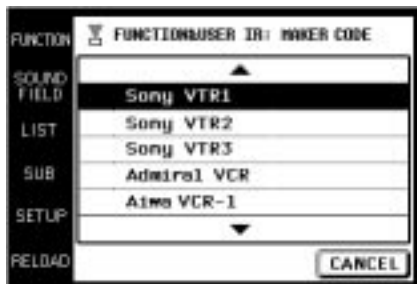 FUNCTION
SOUND
FIELD
LIST
SUB
SETUP
RELOAD
FUNCTION&USER IR: MAKER CODE
Sony VTR1
Sony VTR2
Sony VTR3
Admiral VCR
Aiwa VCR-1
CANCEL